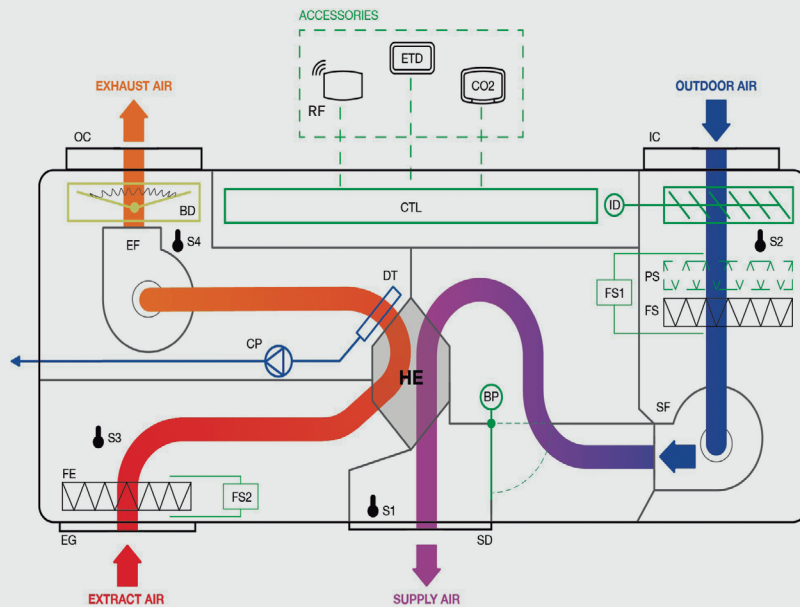 ACCESSORIES
ETD
CO2
RF
EXHAUST AIR
OUTDOOR AIR
OC
IC
BD
CTL
ID
EF
S4
S2
DT
PS
FS1
FS
CP
HE
BP
SF
S3
FE
FS2
S1
EG
SD
EXTRACT AIR
SUPPLY AIR